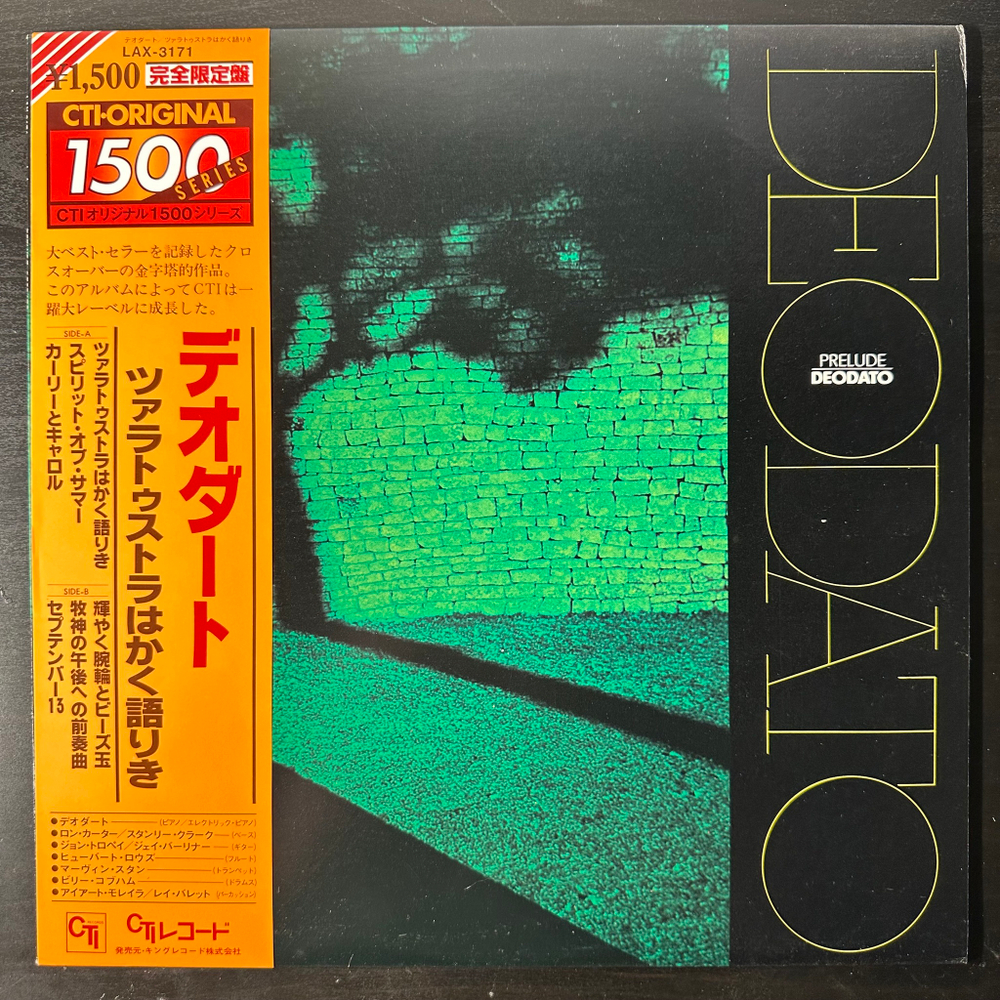 デオダート/ツァラトゥストラはかく語りき
LAX-3171
¥1,500 完全限定盤
CTI・ORIGINAL
1500
SERIES
CTIオリジナル1500シリーズ
大ベスト・セラーを記録したクロ
スオーバーの金字塔的作品。
このアルバムによってCTIは一
躍大レーベルに成長した。
デオダート
ツァラトゥストラはかく語りき
SIDE-A
ツァラトゥストラはかく語りき
スピリット・オブ・サマー
カーリーとキャロル
SIDE-B
輝やく腕輪とビーズ玉
牧神の午後への前奏曲
セプテンバー13
●デオダート——(ピアノ/エレクトリック・ピアノ)
●ロン・カーター/スタンリー・クラーク——(ベース)
●ジョン・トロペイ/ジェイ・バーリナー——(ギター)
●ヒューバート・ロウズ——(フルート)
●マーヴィン・スタン——(トランペット)
●ビリー・コブハム——(ドラムス)
●アイアート・モレイラ/レイ・バレット (パーカッション)
CTI
CTIレコード
発売元・キングレコード株式会社
DEODATO
PRELUDE
DEODATO